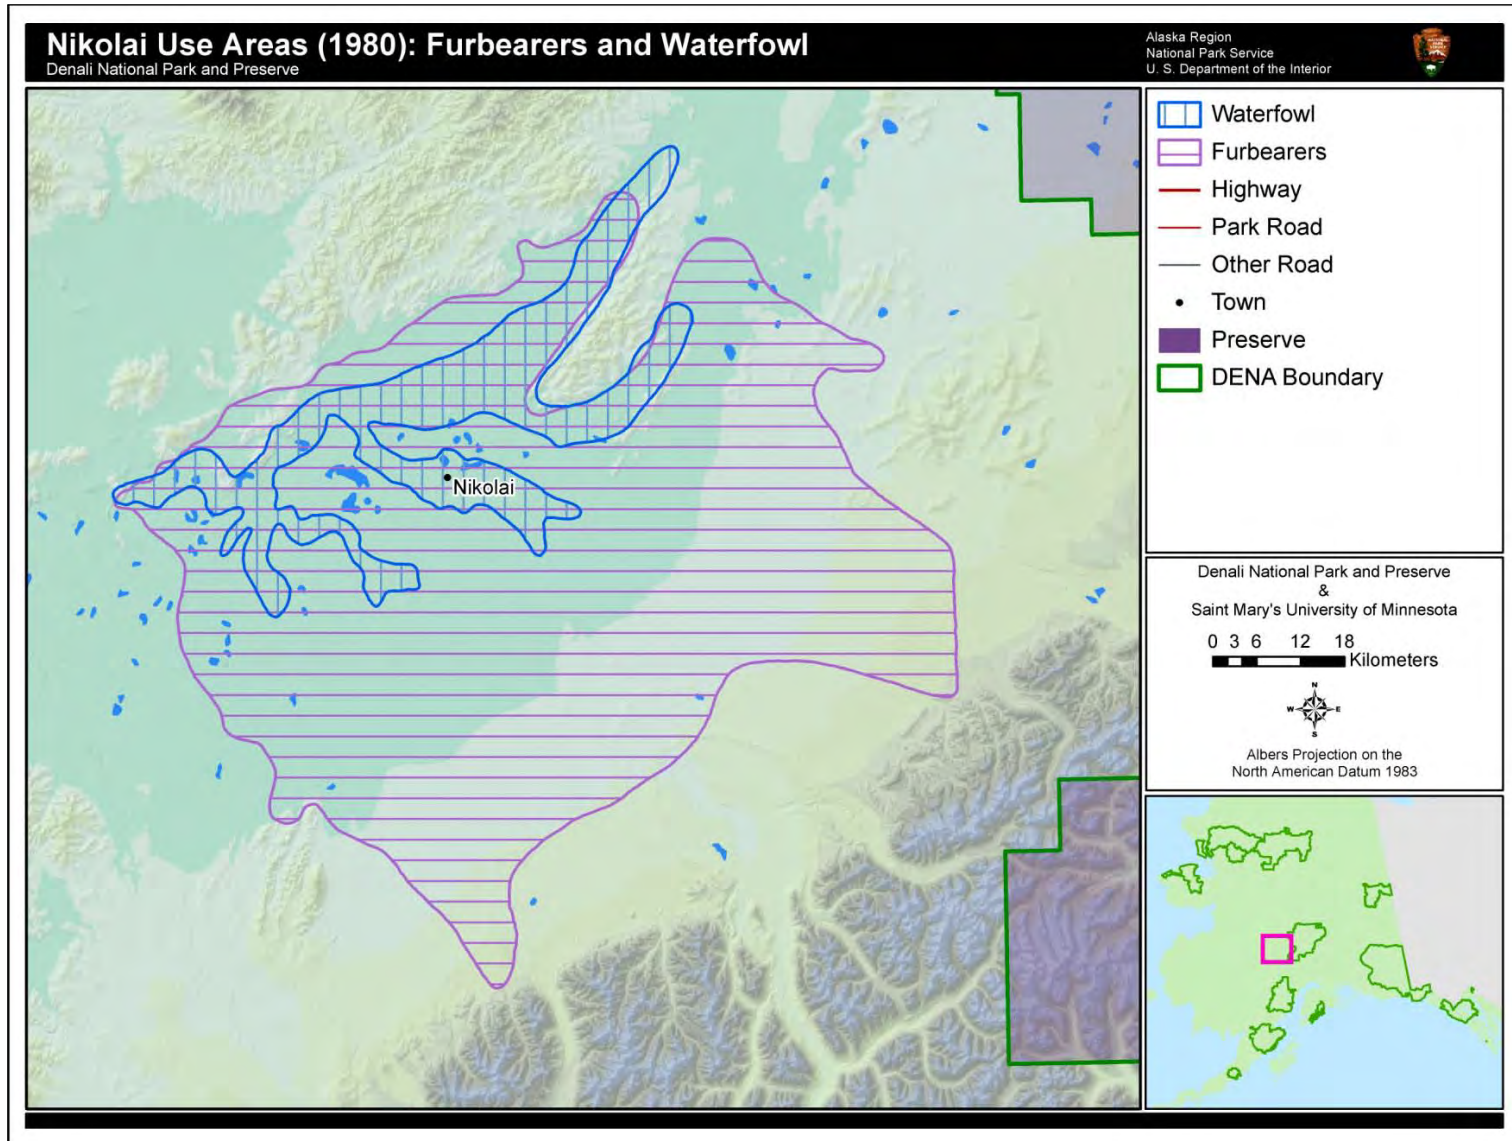 Nikolai Use Areas (1980): Furbearers and Waterfowl
Denali National Park and Preserve
Alaska Region
National Park Service
U. S. Department of the Interior
Waterfowl
Furbearers
Highway
Park Road
Other Road
Town
Preserve
DENA Boundary
Nikolai
Denali National Park and Preserve
&
Saint Mary's University of Minnesota
0 3 6 12 18
Kilometers
N
W E
S
Albers Projection on the
North American Datum 1983